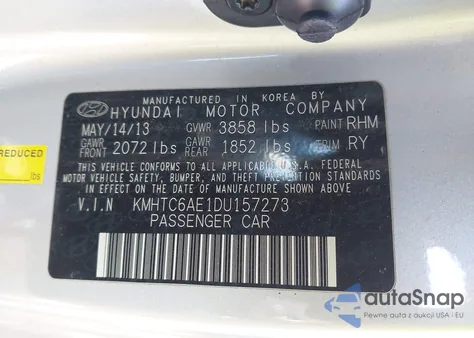 MANUFACTURED IN KOREA BY
HYUNDAI MOTOR COMPANY
MAY/14/13 GVWR 3858 lbs PAINT RHM
GAWR FRONT 2072 lbs GAWR REAR 1852 lbs TRIM RY
THIS VEHICLE CONFORMS TO ALL APPLICABLE U.S.A. FEDERAL
MOTOR VEHICLE SAFETY, BUMPER, AND THEFT PREVENTION STANDARDS
IN EFFECT ON THE DATE OF MANUFACTURE SHOWN ABOVE.
V.I.N KMHTC6AE1DU157273
PASSENGER CAR
REDUCED
lbs
autoSnap
Pewne auta z aukcji USA i EU